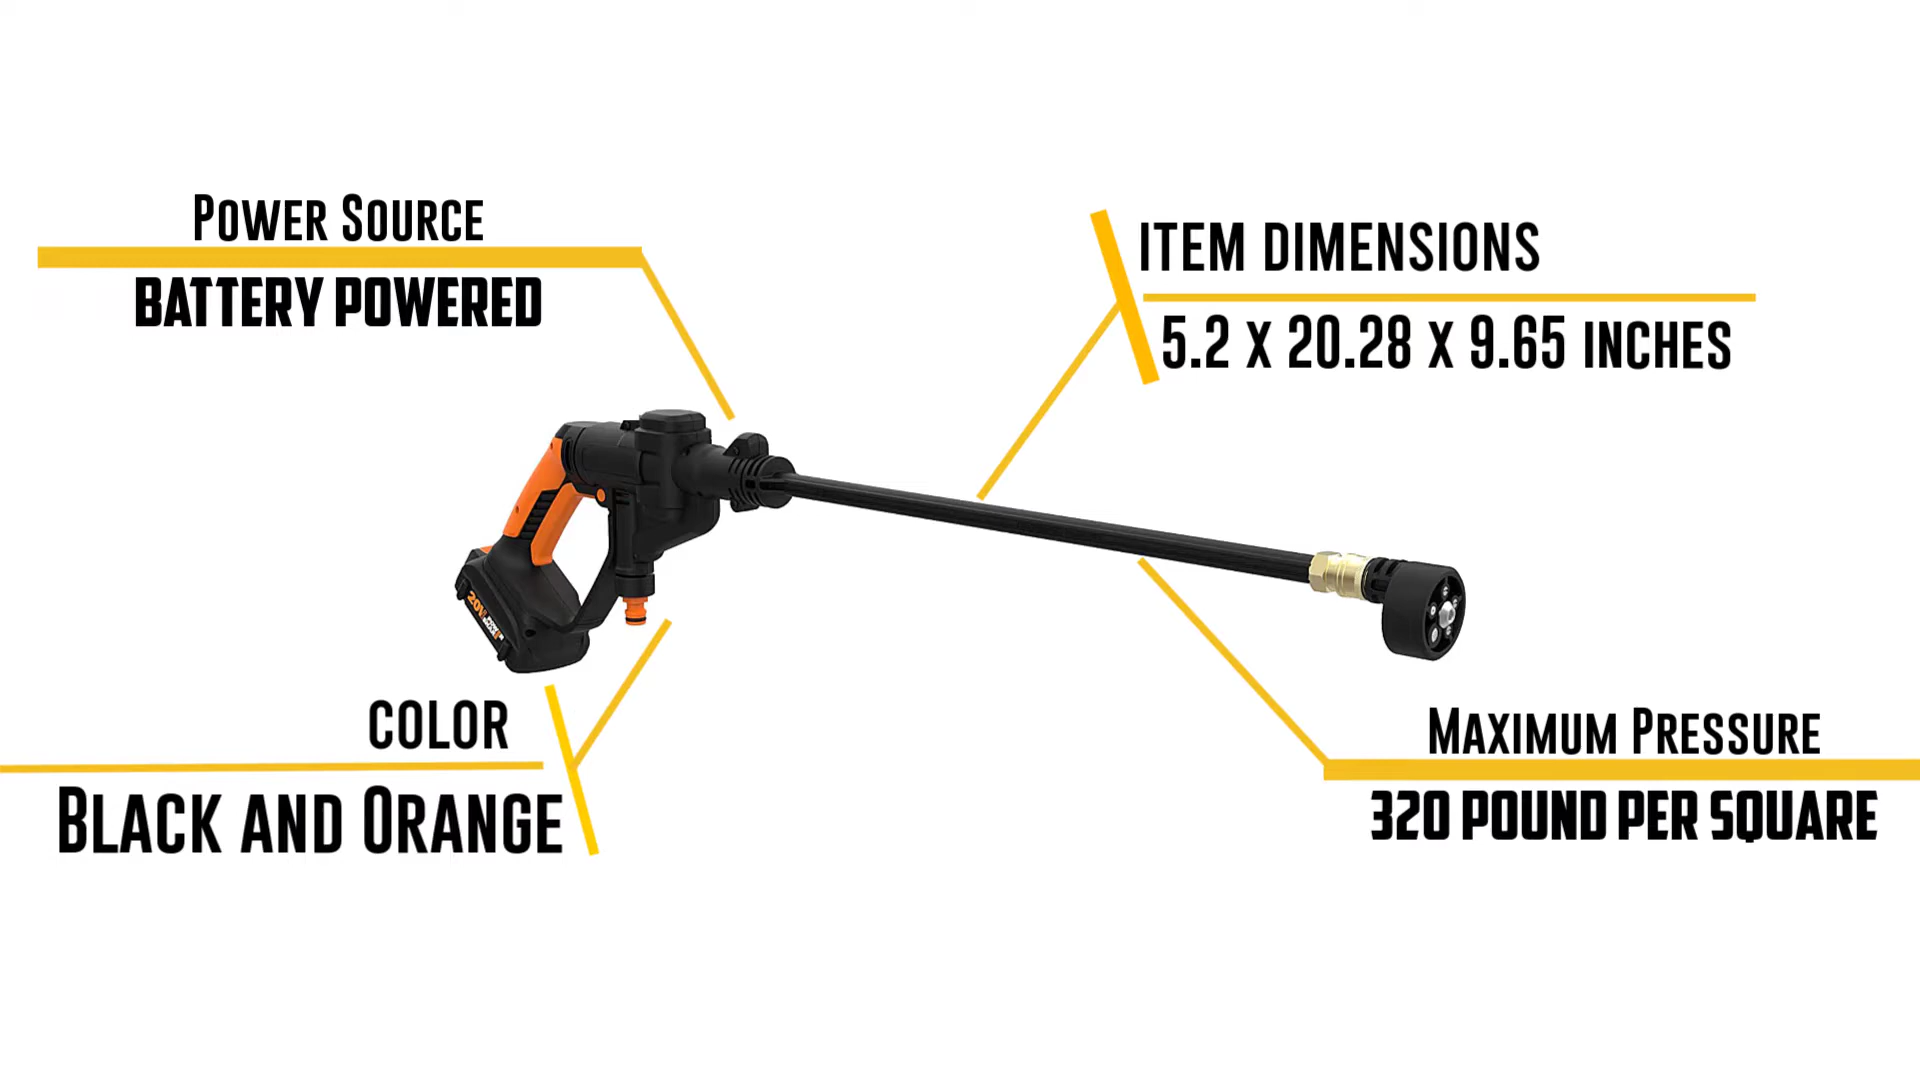 Power Source
BATTERY POWERED
ITEM DIMENSIONS
5.2 x 20.28 x 9.65 inches
20V
COLOR
Black and Orange
Maximum Pressure
320 POUND PER SQUARE